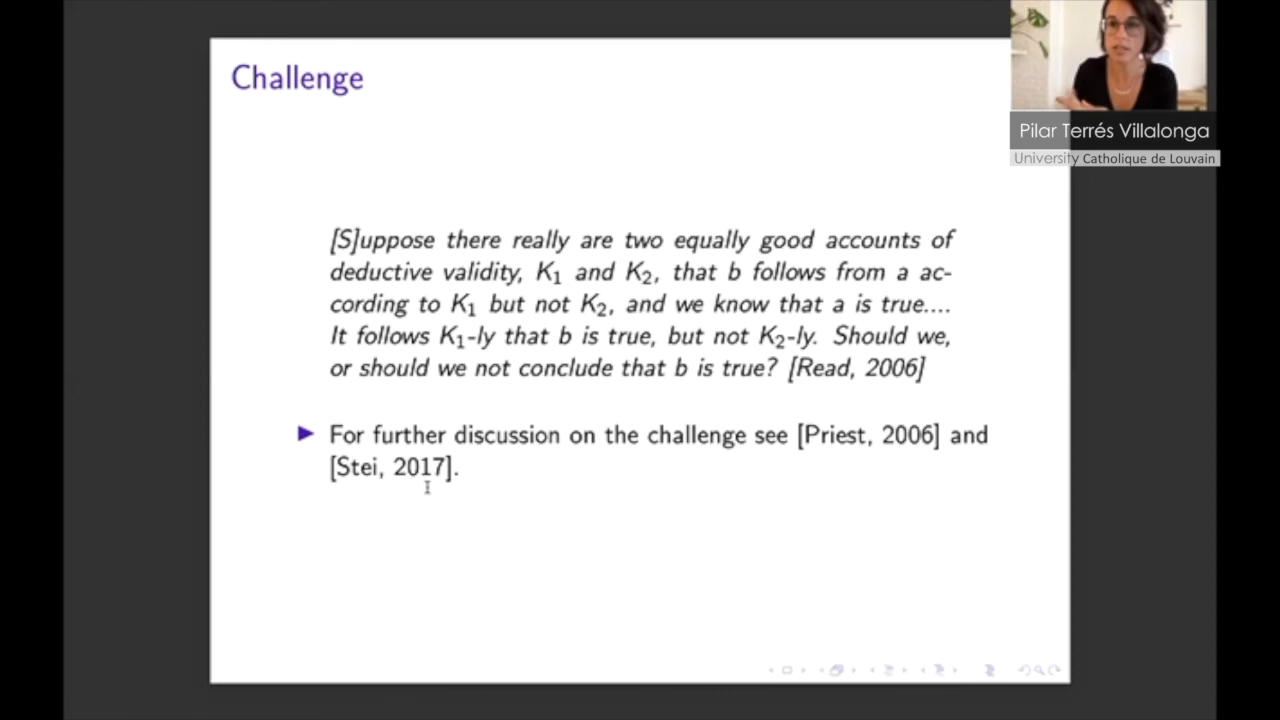 Challenge
Pilar Terrés Villalonga
University Catholique de Louvain
[S]uppose there really are two equally good accounts of
deductive validity, K₁ and K₂, that b follows from a ac-
cording to K₁ but not K₂, and we know that a is true....
It follows K₁-ly that b is true, but not K₂-ly. Should we,
or should we not conclude that b is true? [Read, 2006]
For further discussion on the challenge see [Priest, 2006] and
[Stei, 2017].